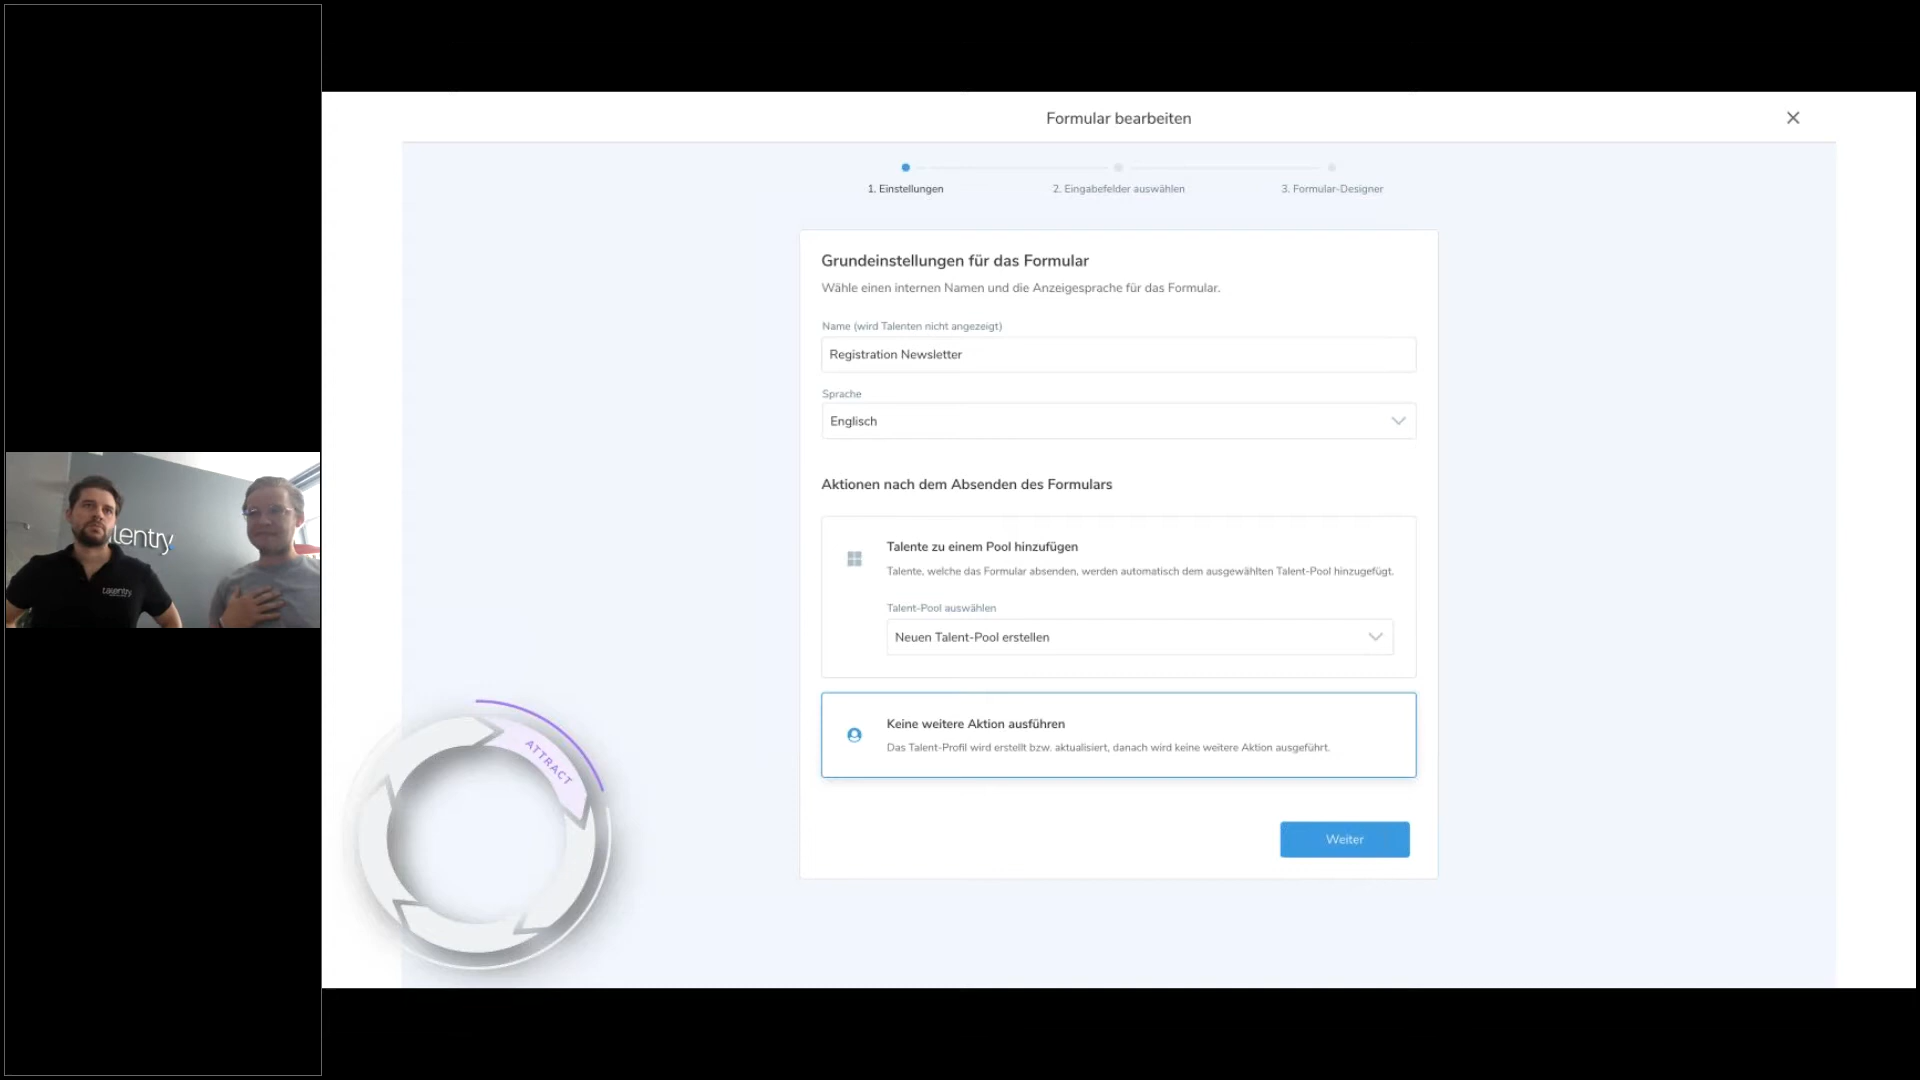 Formular bearbeiten
1. Einstellungen
2. Eingabefelder auswählen
3. Formular-Designer
Grundeinstellungen für das Formular
Wähle einen internen Namen und die Anzeigesprache für das Formular.
Name (wird Talenten nicht angezeigt)
Registration Newsletter
Sprache
Englisch
Aktionen nach dem Absenden des Formulars
Talente zu einem Pool hinzufügen
Talente, welche das Formular absenden, werden automatisch dem ausgewählten Talent-Pool hinzugefügt.
Talent-Pool auswählen
Neuen Talent-Pool erstellen
Keine weitere Aktion ausführen
Das Talent-Profil wird erstellt bzw. aktualisiert, danach wird keine weitere Aktion ausgeführt.
Weiter
ATTRACT
lentry
talentry